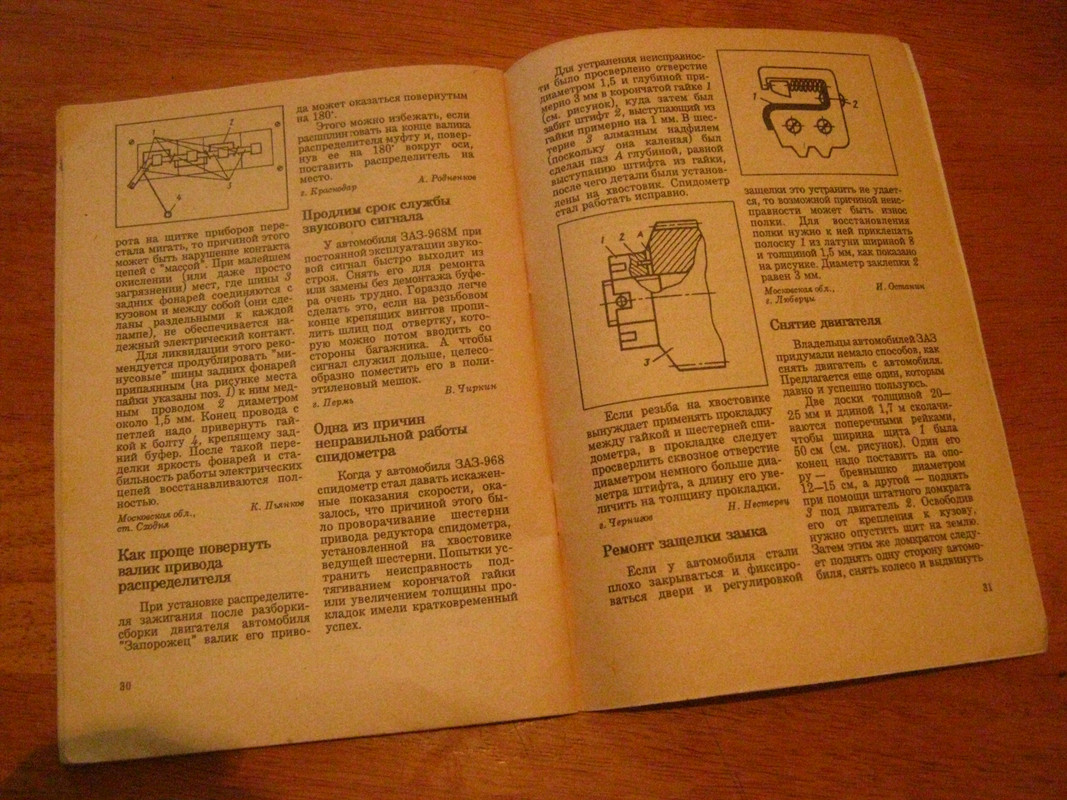 1
2
3
4
рота на щитке приборов пере-
стала мигать, то причиной этого
может быть нарушение контакта
цепей с "массой". При малейшем
окислении (или даже просто
загрязнении) мест, где шины 3
задних фонарей соединяются с
кузовом и между собой (они сде-
ланы раздельными к каждой
лампе), не обеспечивается на-
дежный электрический контакт.
Для ликвидации этого реко-
мендуется продублировать "ми-
нусовые" шины задних фонарей
припаянным (на рисунке места
пайки указаны поз. 1) к ним мед-
ным проводом 2 диаметром
около 1,5 мм. Конец провода с
петлей надо привернуть гай-
кой к болту 4, крепящему зад-
ний буфер. После такой пере-
делки яркость фонарей и ста-
бильность работы электрических
цепей восстанавливаются пол-
ностью.
К. Пьянков
Московская обл.,
ст. Сходня
Как проще повернуть
валик привода
распределителя
При установке распределите-
ля зажигания после разборки-
сборки двигателя автомобиля
"Запорожец" валик его приво-
30
да может оказаться повернутым
на 180°.
Этого можно избежать, если
расшплинтовать на конце валика
распределителя муфту и, повер-
нув ее на 180° вокруг оси,
поставить распределитель на
место.
А. Родненков
г. Краснодар
Продлим срок службы
звукового сигнала
У автомобиля ЗАЗ-968М при
постоянной эксплуатации звуко-
вой сигнал быстро выходит из
строя. Снять его для ремонта
или замены без демонтажа буфе-
ра очень трудно. Гораздо легче
сделать это, если на резьбовом
конце крепящих винтов пропи-
лить шлиц под отвертку, кото-
рую можно потом вводить со
стороны багажника. А чтобы
сигнал служил дольше, целесо-
образно поместить его в поли-
этиленовый мешок.
В. Чиркин
г. Пермь
Одна из причин
неправильной работы
спидометра
Когда у автомобиля ЗАЗ-968
спидометр стал давать искажен-
ные показания скорости, ока-
залось, что причиной этого бы-
ло проворачивание шестерни
привода редуктора спидометра,
установленной на хвостовике
ведущей шестерни. Попытки ус-
транить неисправность под-
тягиванием корончатой гайки
или увеличением толщины про-
кладок имели кратковременный
успех.
Для устранения неисправнос-
ти было просверлено отверстие
диаметром 1,5 и глубиной при-
мерно 3 мм в корончатой гайке 1
(см. рисунок), куда затем был
забит штифт 2, выступающий из
гайки примерно на 1 мм. В шес-
терне 3 алмазным надфилем
(поскольку она каленая) был
сделан паз А глубиной, равной
выступанию штифта из гайки,
после чего детали были установ-
лены на хвостовик. Спидометр
стал работать исправно.
1 2 А
3
Если резьба на хвостовике
вынуждает применять прокладку
между гайкой и шестерней спи-
дометра, в прокладке следует
просверлить сквозное отверстие
диаметром немного больше диа-
метра штифта, а длину его уве-
личить на толщину прокладки.
Н. Нестерец
г. Чернигов
Ремонт защелки замка
Если у автомобиля стали
плохо закрываться и фиксиро-
ваться двери и регулировкой
1
2
защелки это устранить не удает-
ся, то возможной причиной неис-
правности может быть износ
полки. Для восстановления
полки нужно к ней приклепать
полоску 1 из латуни шириной 8
и толщиной 1,5 мм, как показано
на рисунке. Диаметр заклепки 2
равен 3 мм.
Московская обл.,
г. Люберцы
И. Останин
Снятие двигателя
Владельцы автомобилей ЗАЗ
придумали немало способов, как
снять двигатель с автомобиля.
Предлагается еще один, которым
давно и успешно пользуюсь.
Две доски толщиной 20—
25 мм и длиной 1,7 м сколачи-
ваются поперечными рейками,
чтобы ширина щита 1 была
50 см (см. рисунок). Один его
конец надо поставить на опо-
ру — бревнышко диаметром
12—15 см, а другой — поднять
при помощи штатного домкрата
3 под двигатель 2. Освободив
его от крепления к кузову,
нужно опустить щит на землю.
Затем этим же домкратом следу-
ет поднять одну сторону автомо-
биля, снять колесо и выдвинуть
31